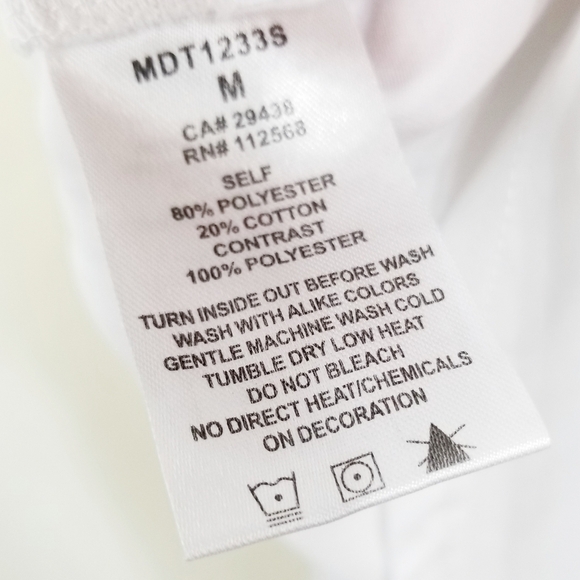 MDT1233S
M
CA# 29438
RN# 112568
SELF
80% POLYESTER
20% COTTON
CONTRAST
100% POLYESTER
TURN INSIDE OUT BEFORE WASH
WASH WITH ALIKE COLORS
GENTLE MACHINE WASH COLD
TUMBLE DRY LOW HEAT
DO NOT BLEACH
NO DIRECT HEAT/CHEMICALS
ON DECORATION